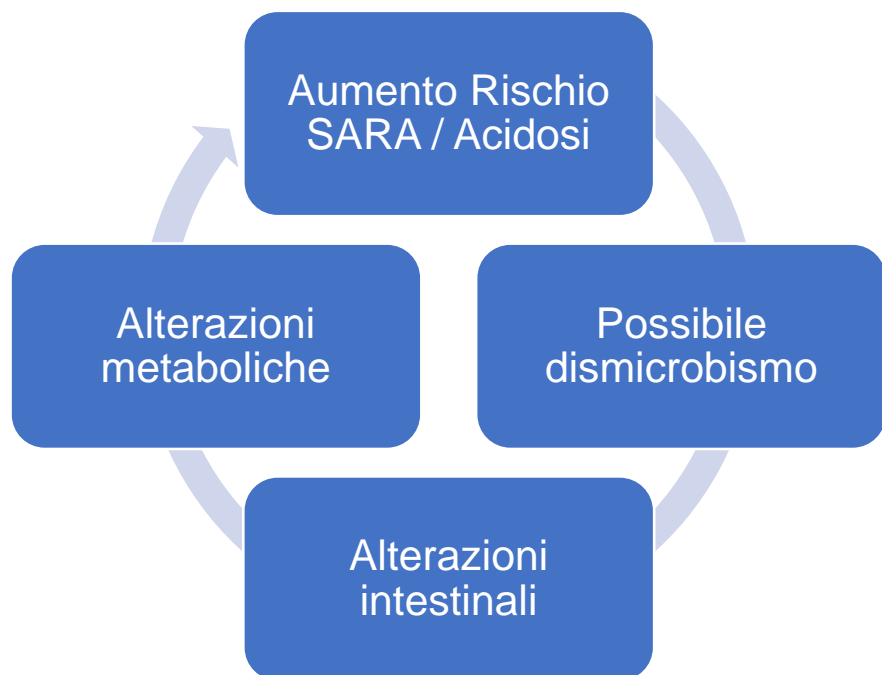 Aumento Rischio
SARA / Acidosi
Possibile
dismicrobismo
Alterazioni
intestinali
Alterazioni
metaboliche